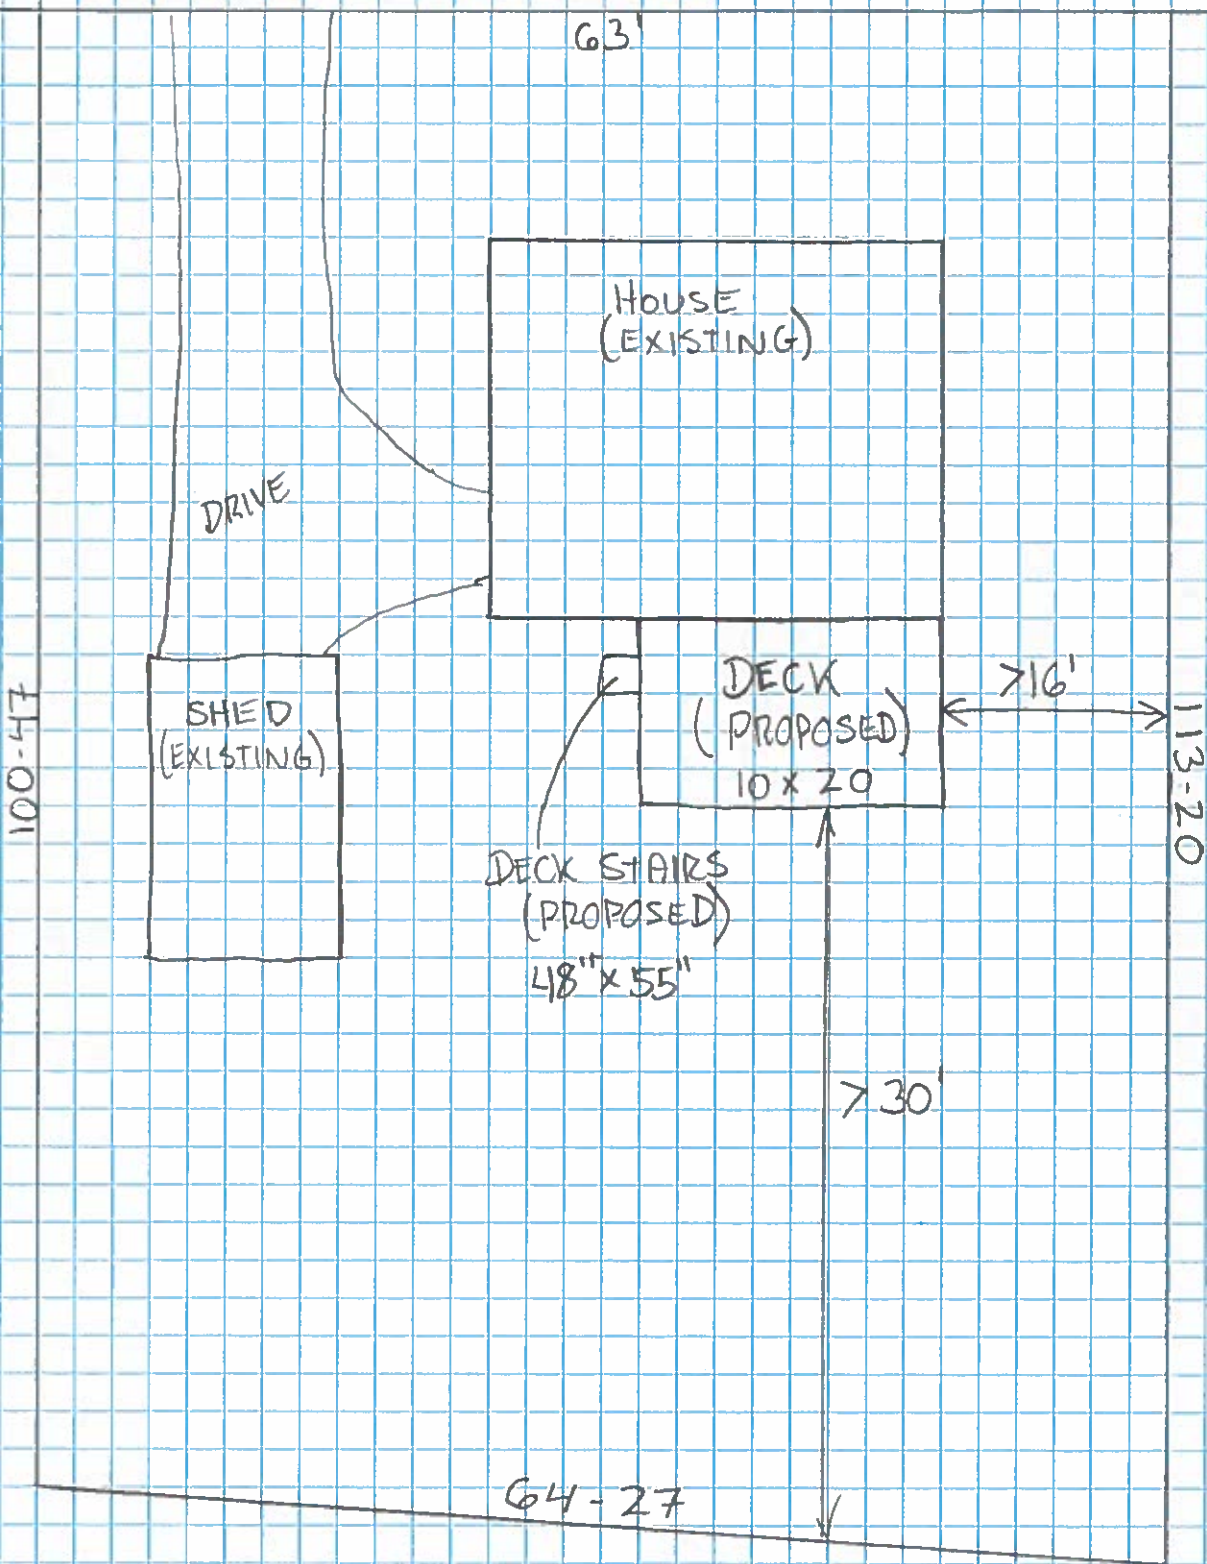 63'
HOUSE
(EXISTING)
DRIVE
SHED
(EXISTING)
DECK
(PROPOSED)
10 X 20
>16'
100-47
113-20
DECK STAIRS
(PROPOSED)
48" X 55"
>30'
64-27